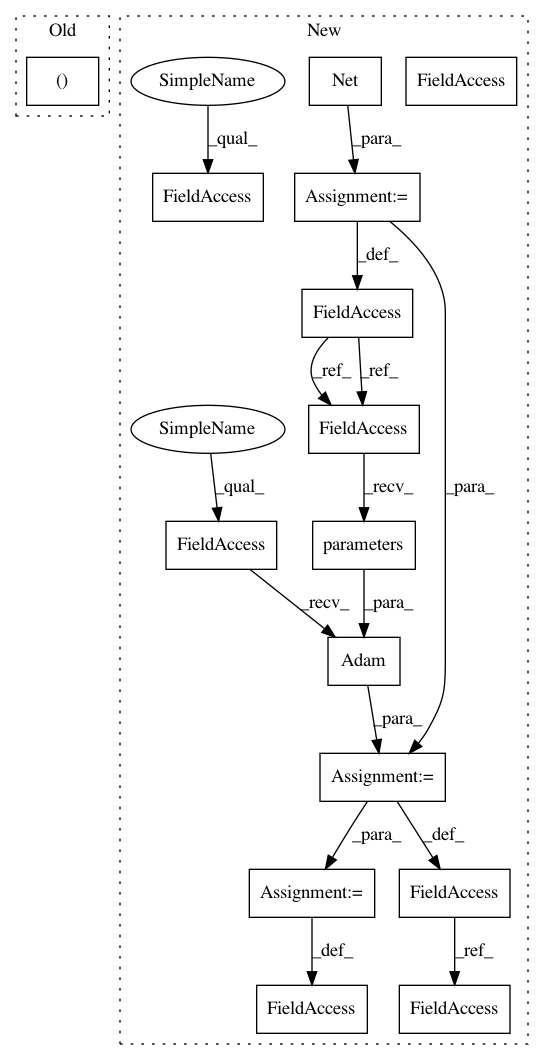 Old
New
()
SimpleName
Net
FieldAccess
_qual_
_para_
FieldAccess
Assignment:=
_def_
FieldAccess
_ref_
_ref_
SimpleName
FieldAccess
_qual_
_recv_
_para_
FieldAccess
parameters
_recv_
_para_
Adam
_para_
Assignment:=
_para_
_def_
Assignment:=
FieldAccess
_def_
_ref_
FieldAccess
FieldAccess